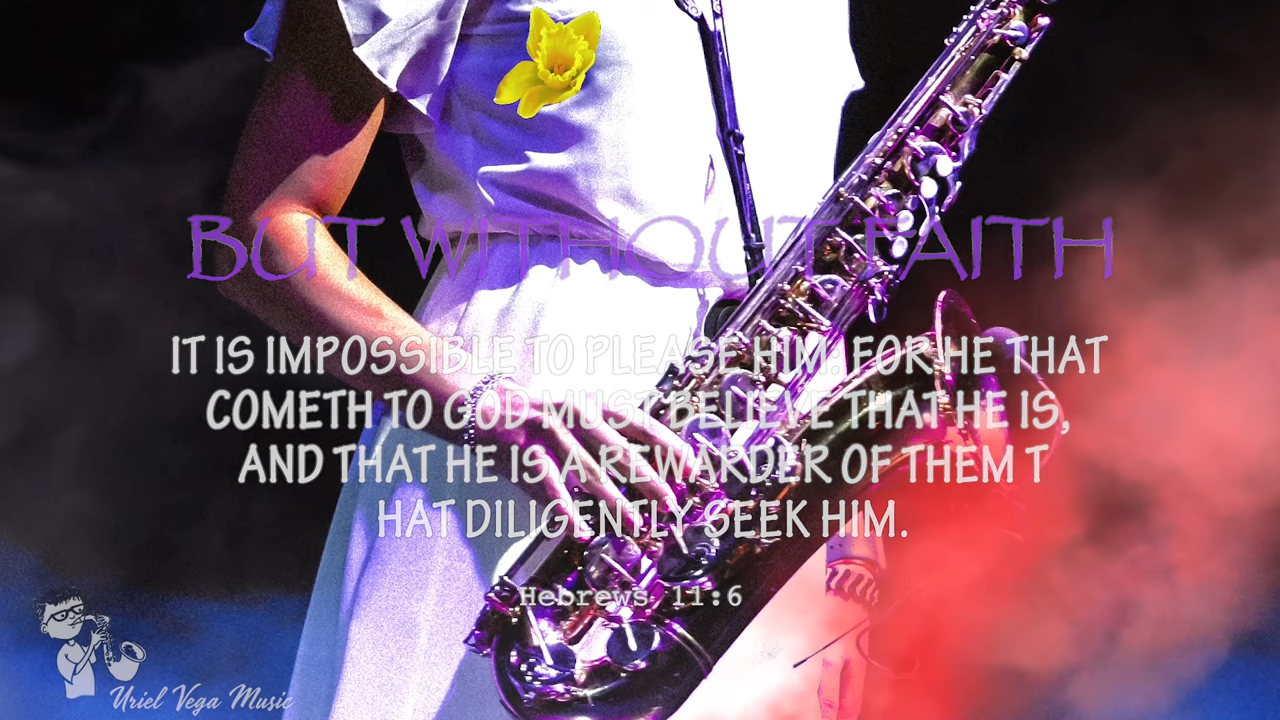 BUT WITHOUT FAITH
IT IS IMPOSSIBLE TO PLEASE HIM: FOR HE THAT
COMETH TO GOD MUST BELIEVE THAT HE IS,
AND THAT HE IS A REWARDER OF THEM T
HAT DILIGENTLY SEEK HIM.
Hebrews 11:6
Uriel Vega Music